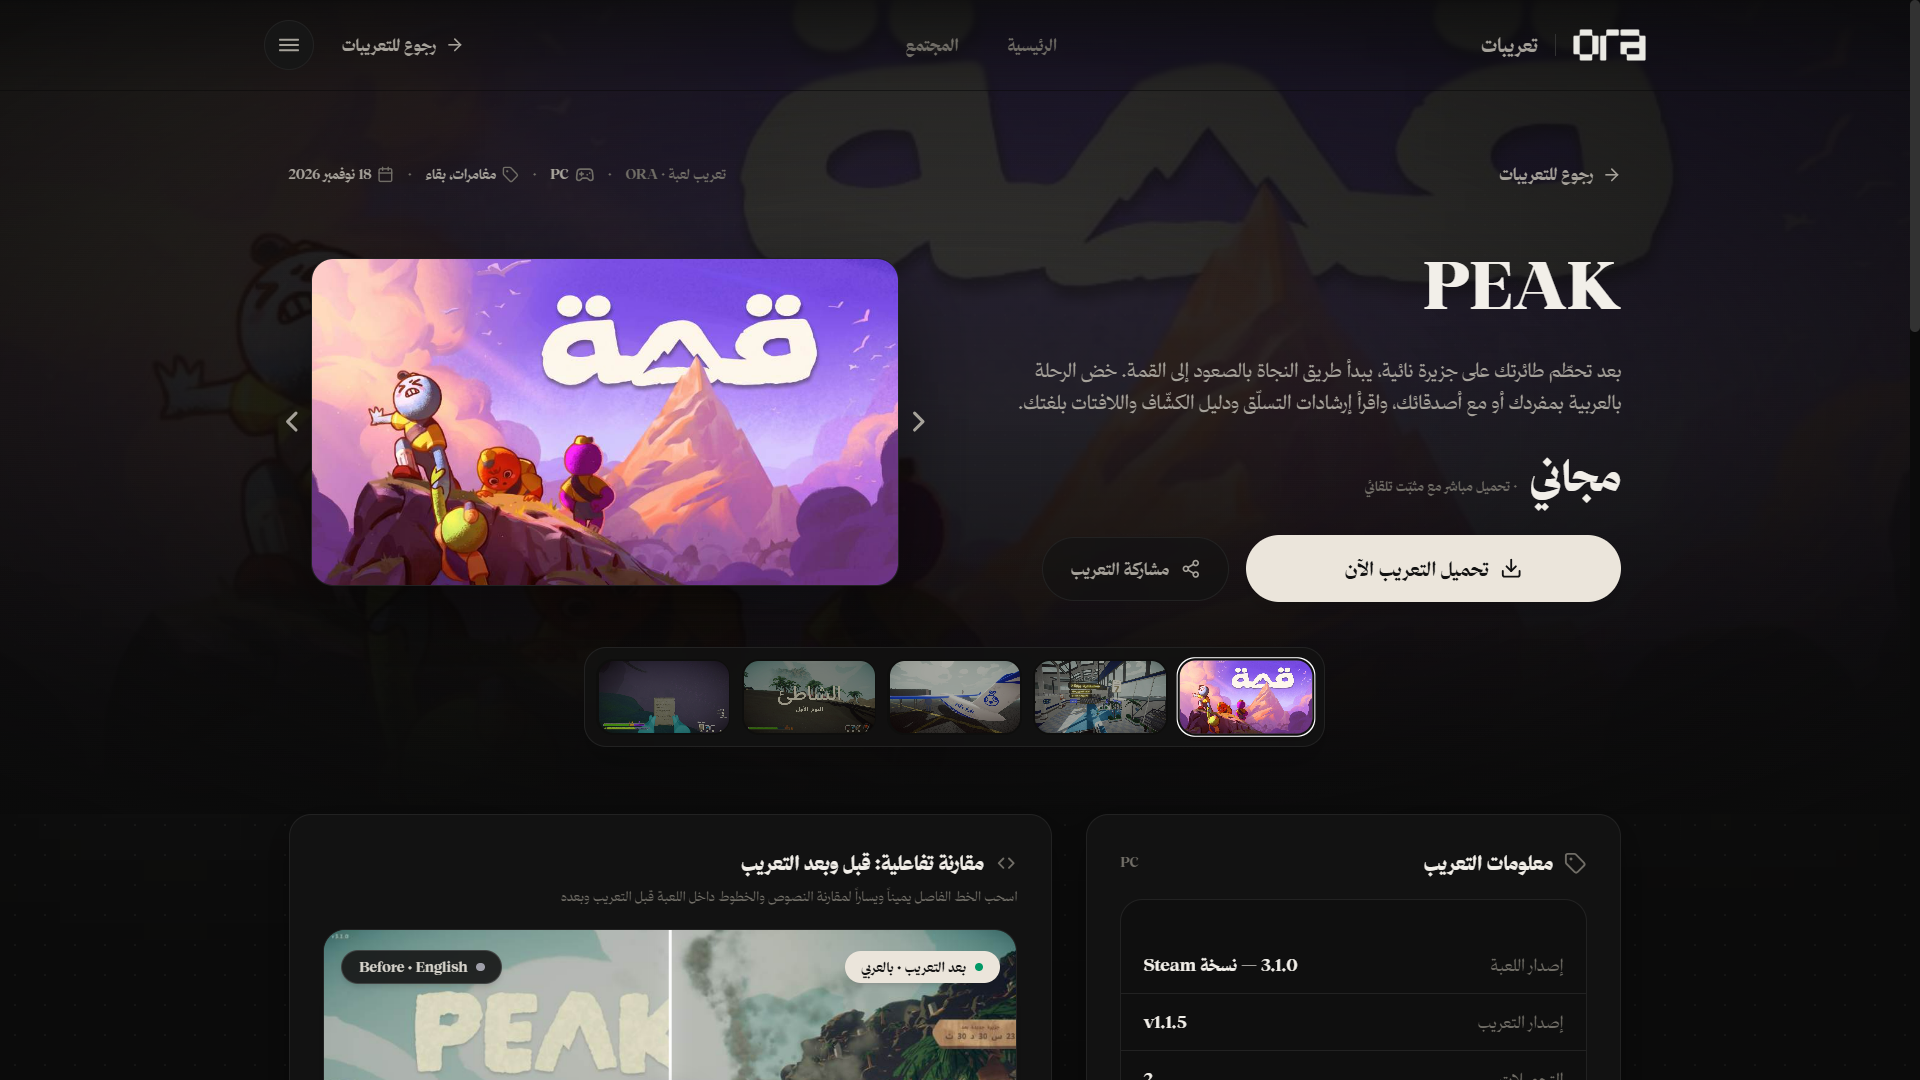 ora
تعريبات
الرئيسية
المجتمع
رجوع للتعريبات
رجوع للتعريبات
تعريب لعبة · ORA · PC · مغامرات، بقاء · 18 نوفمبر 2026
PEAK
بعد تحطّم طائرتك على جزيرة نائية، يبدأ طريق النجاة بالصعود إلى القمة. خض الرحلة
بالعربية بمفردك أو مع أصدقائك، واقرأ إرشادات التسلّق ودليل الكشّاف واللافتات بلغتك.
مجاني · تحميل مباشر مع مثبّت تلقائي
تحميل التعريب الآن
مشاركة التعريب
قمة
قمة
الشاطئ
اليوم الأول
معلومات التعريب
PC
إصدار اللعبة
3.1.0 — نسخة Steam
إصدار التعريب
v1.1.5
مقارنة تفاعلية: قبل وبعد التعريب
اسحب الخط الفاصل يميناً ويساراً لمقارنة النصوص والخطوط داخل اللعبة قبل التعريب وبعده
بعد التعريب · بالعربي
Before · English
PEAK